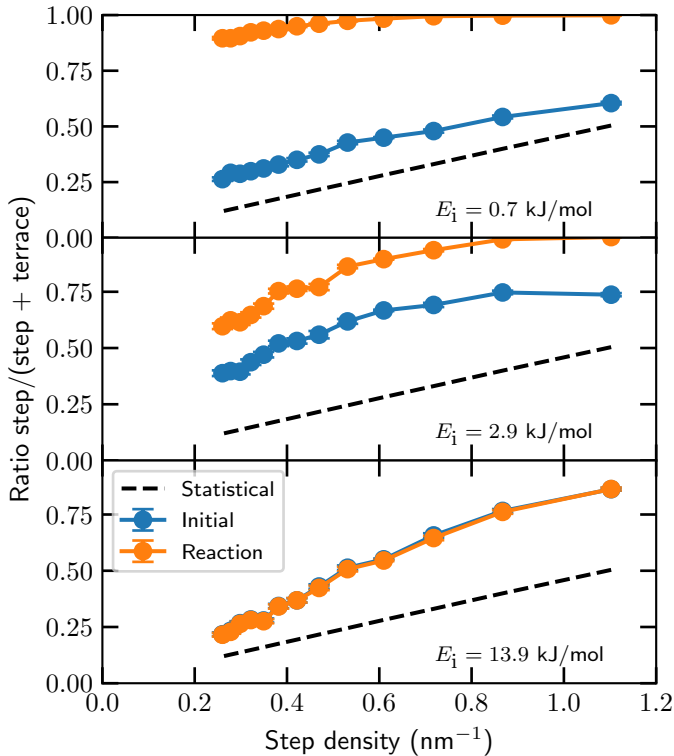 Ratio step/(step + terrace)
1.00
0.75
0.50
0.25
E_i = 0.7 kJ/mol
0.00
0.75
0.50
0.25
E_i = 2.9 kJ/mol
0.00
Statistical
Initial
Reaction
0.75
0.50
0.25
E_i = 13.9 kJ/mol
0.00
0.0 0.2 0.4 0.6 0.8 1.0 1.2
Step density (nm⁻¹)